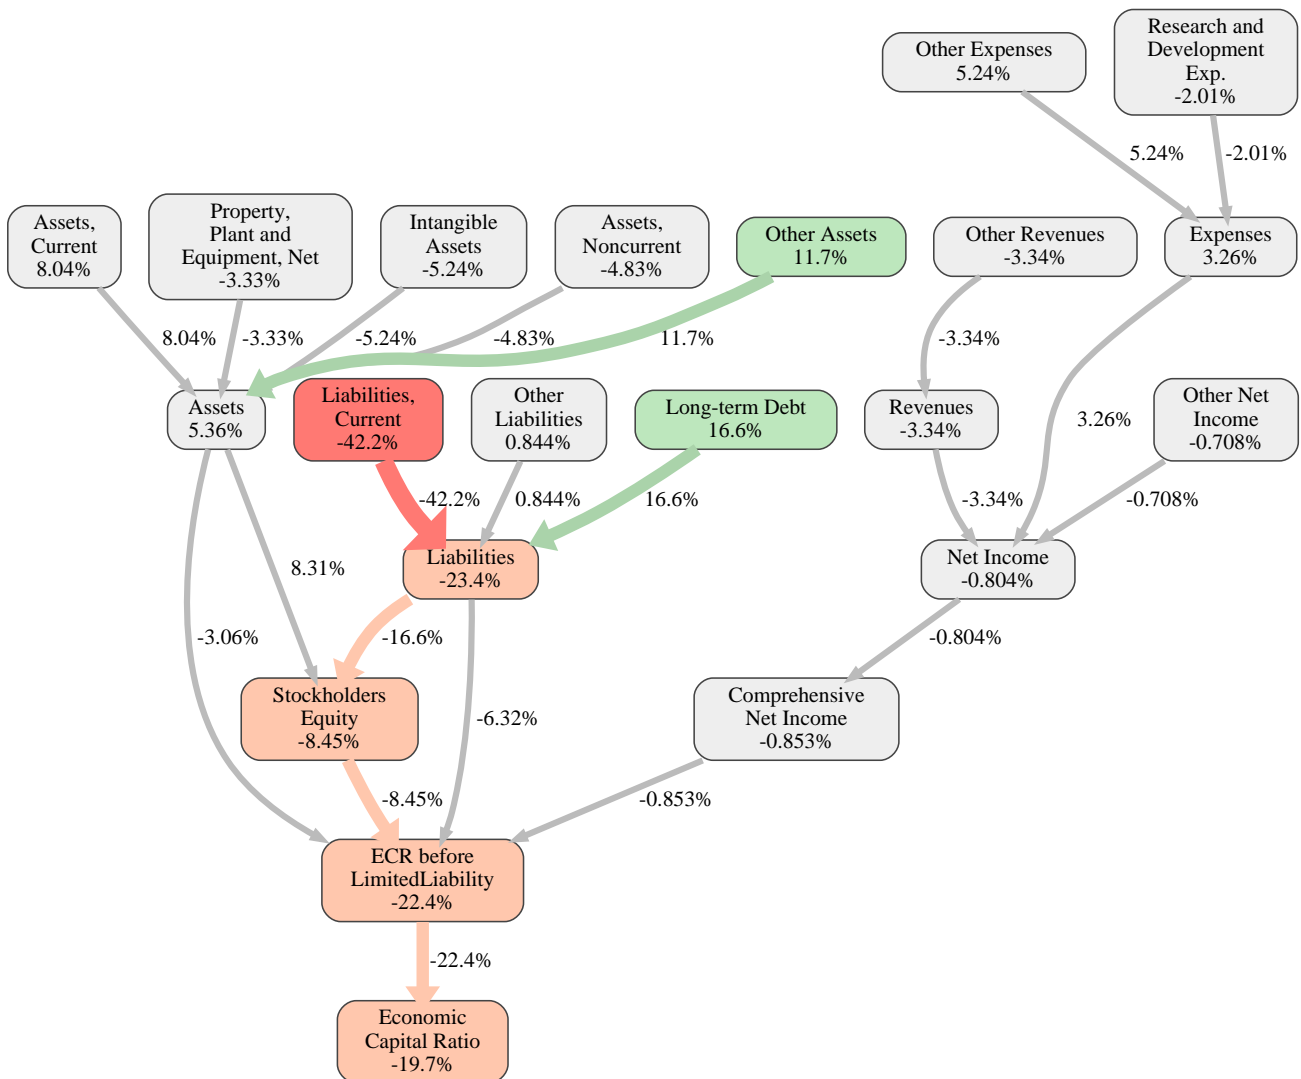 Other Expenses
5.24%
Research and
Development
Exp.
-2.01%
5.24%
-2.01%
Assets,
Current
8.04%
Property,
Plant and
Equipment, Net
-3.33%
Intangible
Assets
-5.24%
Assets,
Noncurrent
-4.83%
Other Assets
11.7%
Other Revenues
-3.34%
Expenses
3.26%
8.04%
-3.33%
-5.24%
-4.83%
11.7%
-3.34%
3.26%
Assets
5.36%
Liabilities,
Current
-42.2%
Other
Liabilities
0.844%
Long-term Debt
16.6%
Revenues
-3.34%
Other Net
Income
-0.708%
-42.2%
0.844%
16.6%
-3.34%
-0.708%
8.31%
Liabilities
-23.4%
Net Income
-0.804%
-3.06%
-16.6%
-0.804%
Stockholders
Equity
-8.45%
-6.32%
Comprehensive
Net Income
-0.853%
-8.45%
-0.853%
ECR before
LimitedLiability
-22.4%
-22.4%
Economic
Capital Ratio
-19.7%